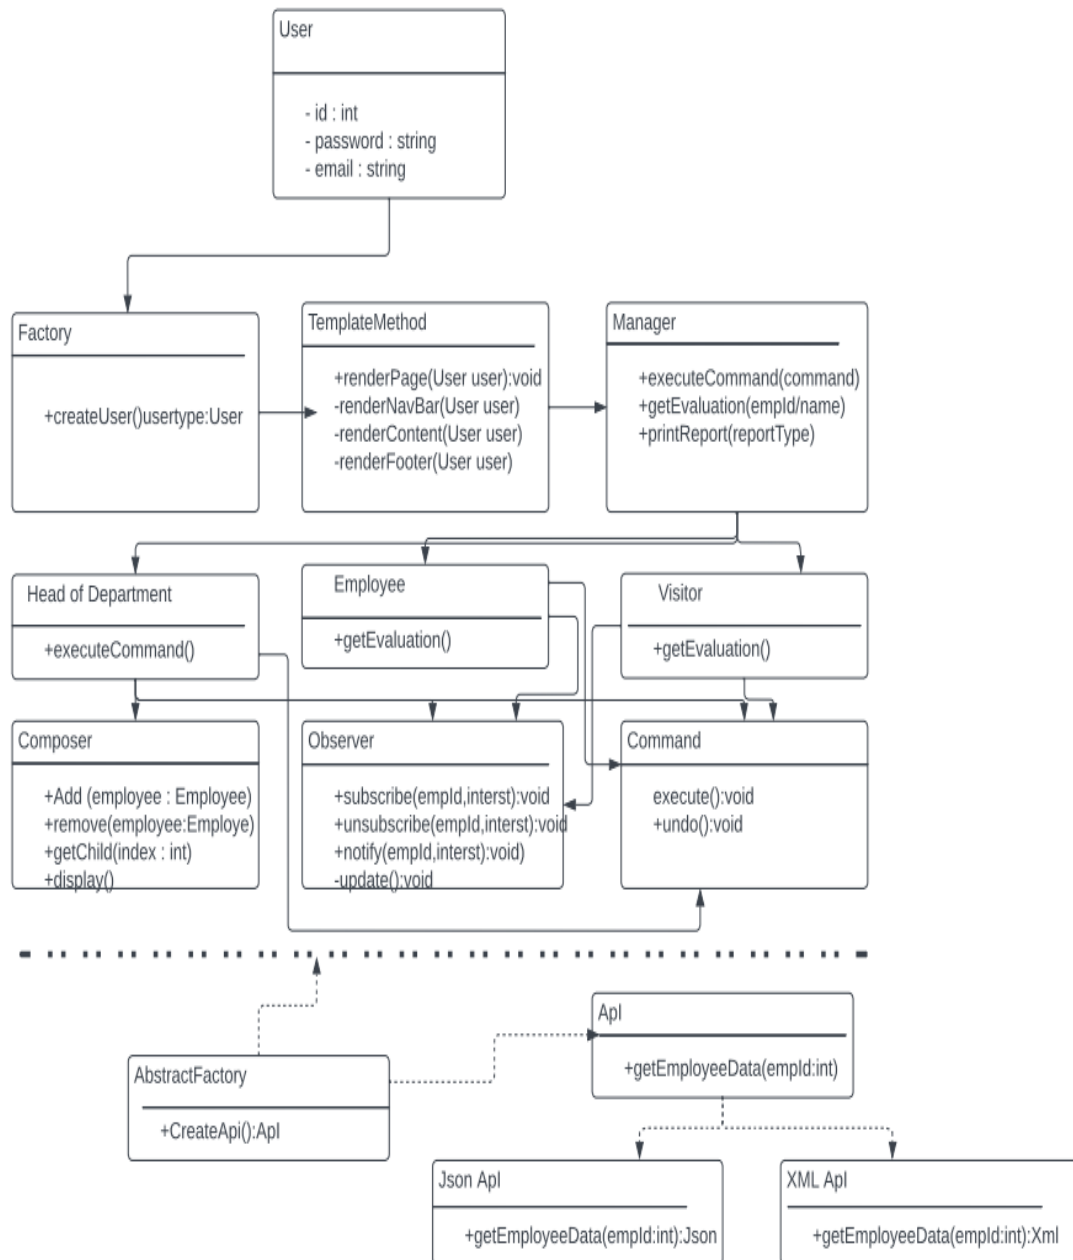 User
- id : int
- password : string
- email : string
Factory
+createUser()usertype:User
TemplateMethod
+renderPage(User user):void
-renderNavBar(User user)
-renderContent(User user)
-renderFooter(User user)
Manager
+executeCommand(command)
+getEvaluation(empId/name)
+printReport(reportType)
Head of Department
+executeCommand()
Employee
+getEvaluation()
Visitor
+getEvaluation()
Composer
+Add (employee : Employee)
+remove(employee:Employe)
+getChild(index : int)
+display()
Observer
+subscribe(empId,interst):void
+unsubscribe(empId,interst):void
+notify(empId,interst):void)
-update():void
Command
execute():void
+undo():void
AbstractFactory
+CreateApi():ApI
ApI
+getEmployeeData(empId:int)
Json ApI
+getEmployeeData(empId:int):Json
XML ApI
+getEmployeeData(empId:int):Xml